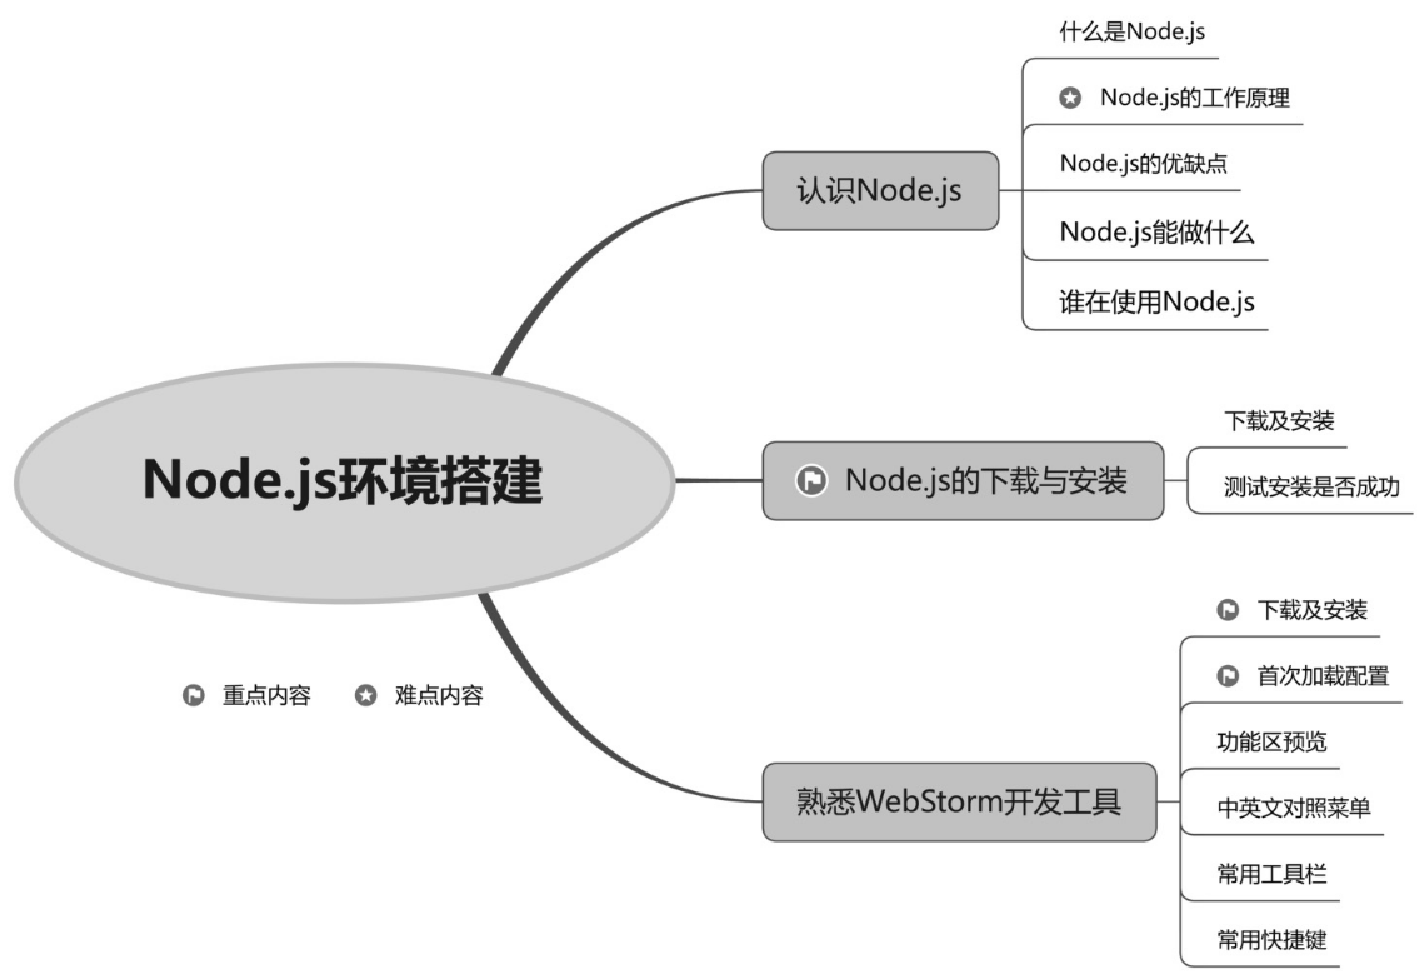 什么是Node.js
Node.js的工作原理
Node.js的优缺点
Node.js能做什么
谁在使用Node.js
认识Node.js
Node.js环境搭建
Node.js的下载与安装
下载及安装
测试安装是否成功
重点内容
难点内容
熟悉WebStorm开发工具
下载及安装
首次加载配置
功能区预览
中英文对照菜单
常用工具栏
常用快捷键